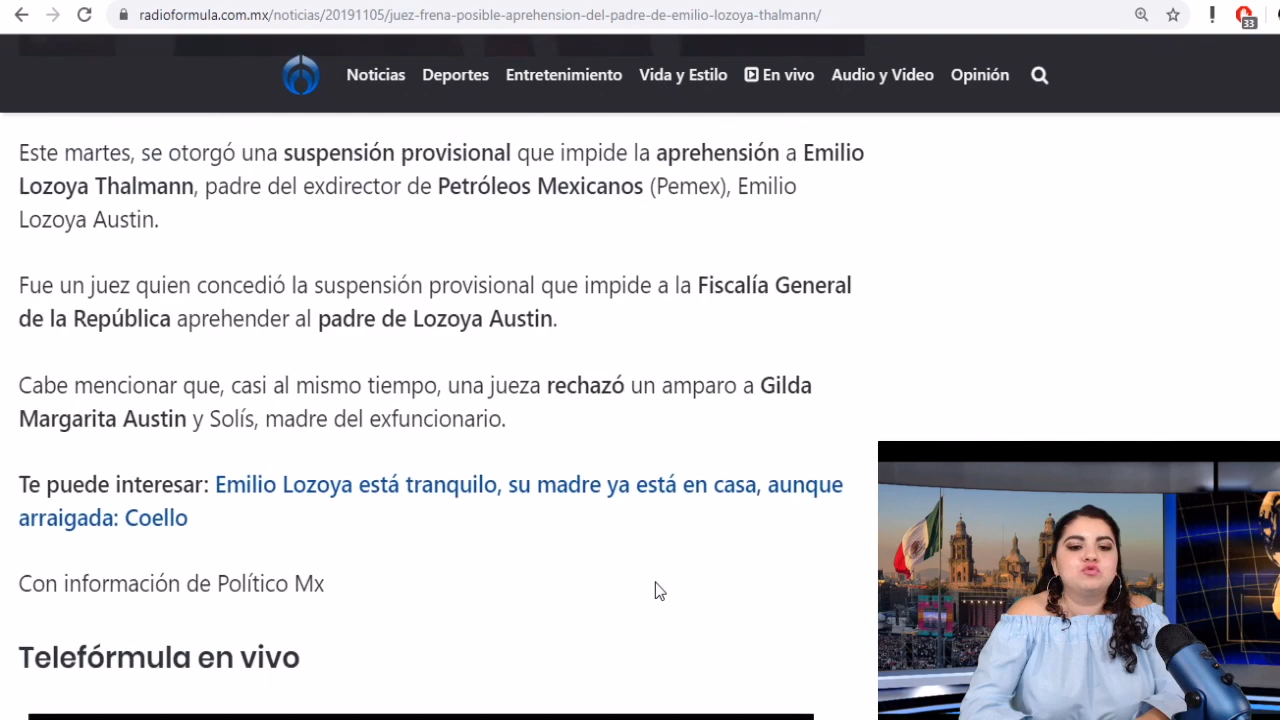 radioformula.com.mx/noticias/20191105/juez-frena-posible-aprehension-del-padre-de-emilio-lozoya-thalmann/
33
Noticias Deportes Entretenimiento Vida y Estilo En vivo Audio y Video Opinión
Este martes, se otorgó una suspensión provisional que impide la aprehensión a Emilio
Lozoya Thalmann, padre del exdirector de Petróleos Mexicanos (Pemex), Emilio
Lozoya Austin.
Fue un juez quien concedió la suspensión provisional que impide a la Fiscalía General
de la República aprehender al padre de Lozoya Austin.
Cabe mencionar que, casi al mismo tiempo, una jueza rechazó un amparo a Gilda
Margarita Austin y Solís, madre del exfuncionario.
Te puede interesar: Emilio Lozoya está tranquilo, su madre ya está en casa, aunque
arraigada: Coello
Con información de Político Mx
Telefórmula en vivo